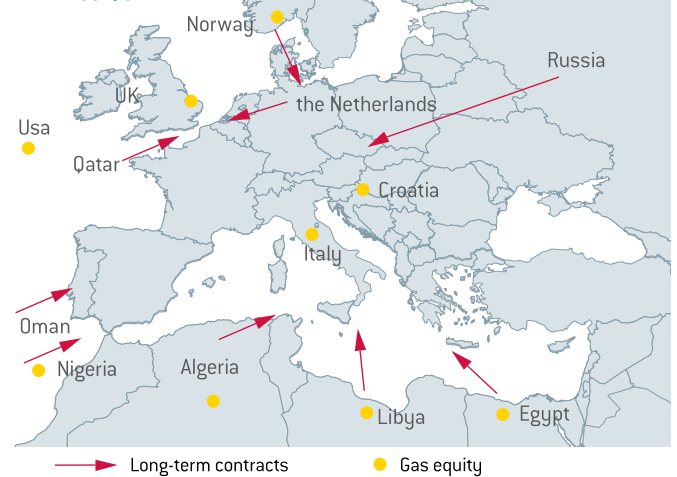 Norway
Russia
UK
the Netherlands
Usa
Qatar
Croatia
Italy
Oman
Nigeria
Algeria
Libya
Egypt
Long-term contracts
Gas equity